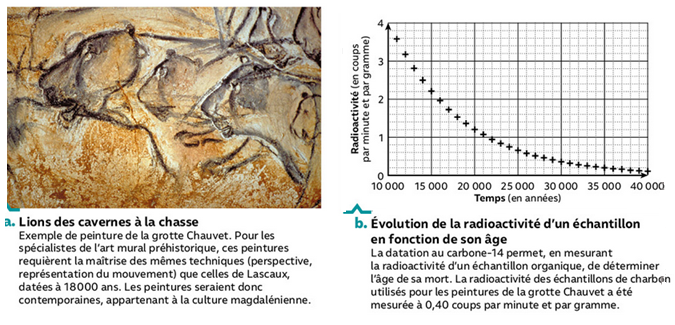 a. Lions des cavernes à la chasse
Exemple de peinture de la grotte Chauvet. Pour les
spécialistes de l'art mural préhistorique, ces peintures
requièrent la maîtrise des mêmes techniques (perspective,
représentation du mouvement) que celles de Lascaux,
datées à 18000 ans. Les peintures seraient donc
contemporaines, appartenant à la culture magdalénienne.
Radioactivité (en coups
par minute et par gramme)
4
3
2
1
0
10 000 15 000 20 000 25 000 30 000 35 000 40 000
Temps (en années)
b. Évolution de la radioactivité d'un échantillon
en fonction de son âge
La datation au carbone-14 permet, en mesurant
la radioactivité d'un échantillon organique, de déterminer
l'âge de sa mort. La radioactivité des échantillons de charbon
utilisés pour les peintures de la grotte Chauvet a été
mesurée à 0,40 coups par minute et par gramme.